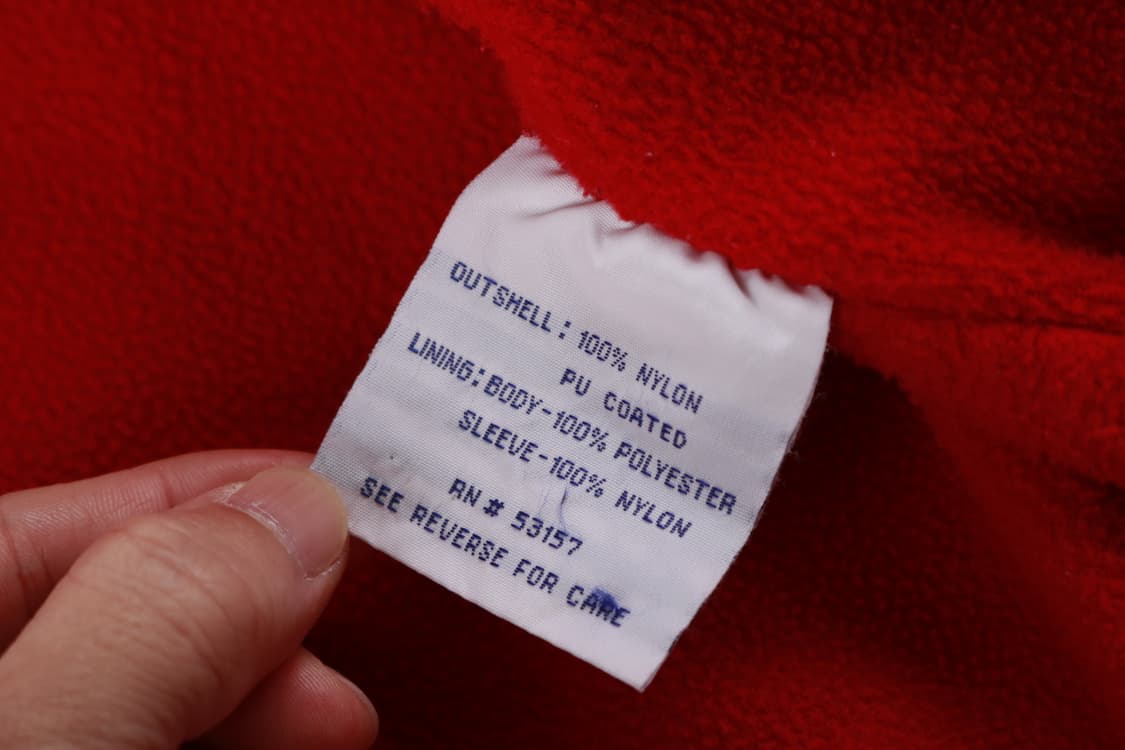 OUTSHELL: 100% NYLON
PU COATED
LINING: BODY-100% POLYESTER
SLEEVE-100% NYLON
RN # 53157
SEE REVERSE FOR CARE